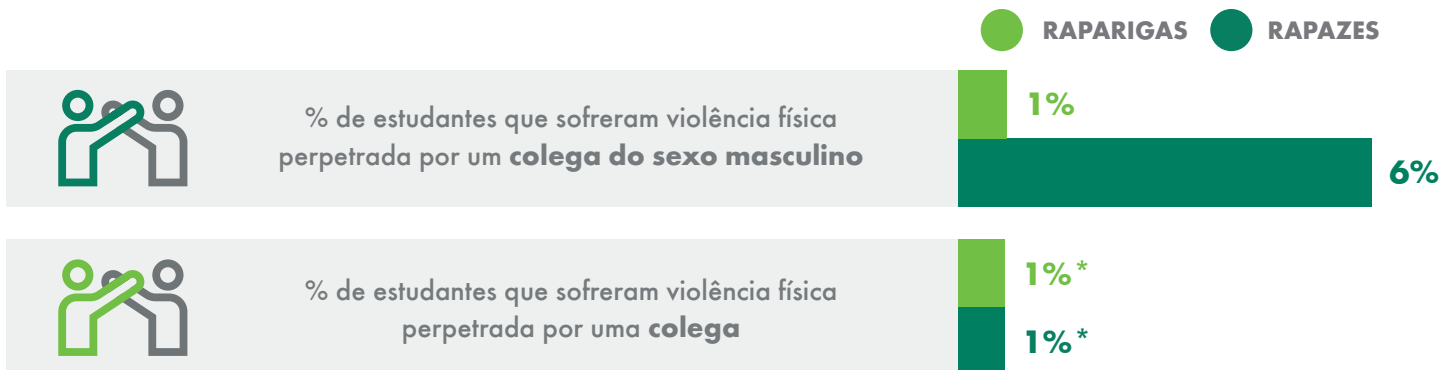 RAPARIGAS RAPAZES
% de estudantes que sofreram violência física
perpetrada por um colega do sexo masculino
1%
6%
% de estudantes que sofreram violência física
perpetrada por uma colega
1%*
1%*